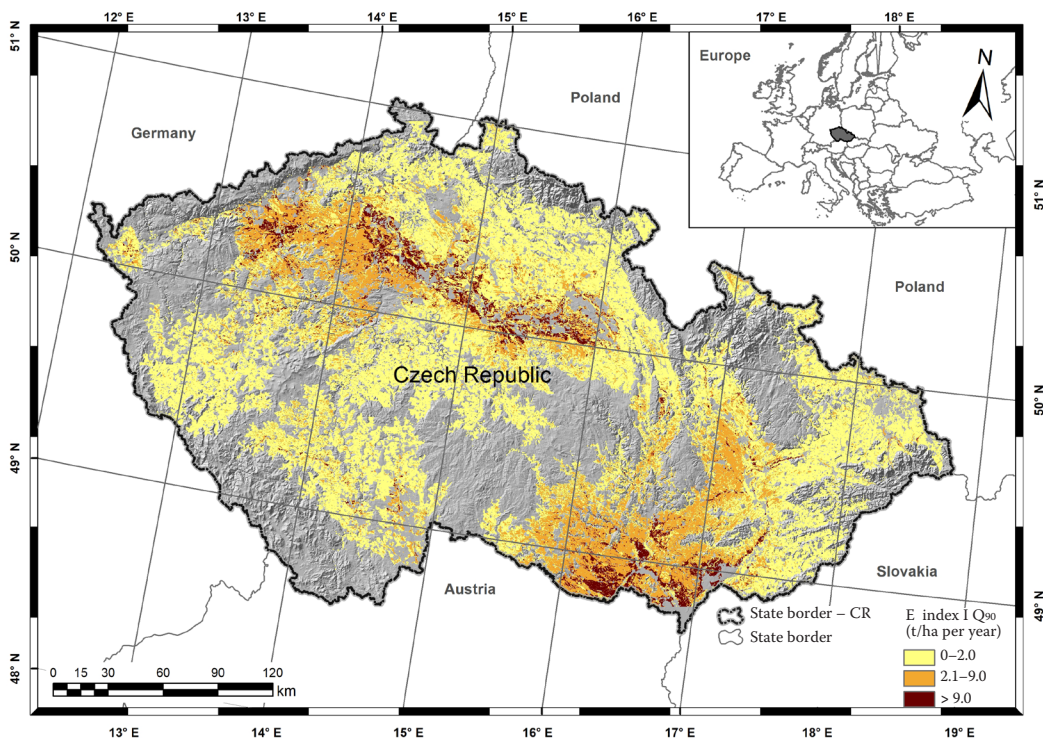 12° E 13° E 14° E 15° E 16° E 17° E 18° E
51° N
Europe
N
Poland
Germany
51° N
50° N
Poland
Czech Republic
50° N
49° N
Slovakia
Austria
State border – CR
State border
E index I Q90
(t/ha per year)
0–2.0
2.1–9.0
> 9.0
49° N
48° N
0 15 30 60 90 120
km
13° E 14° E 15° E 16° E 17° E 18° E 19° E